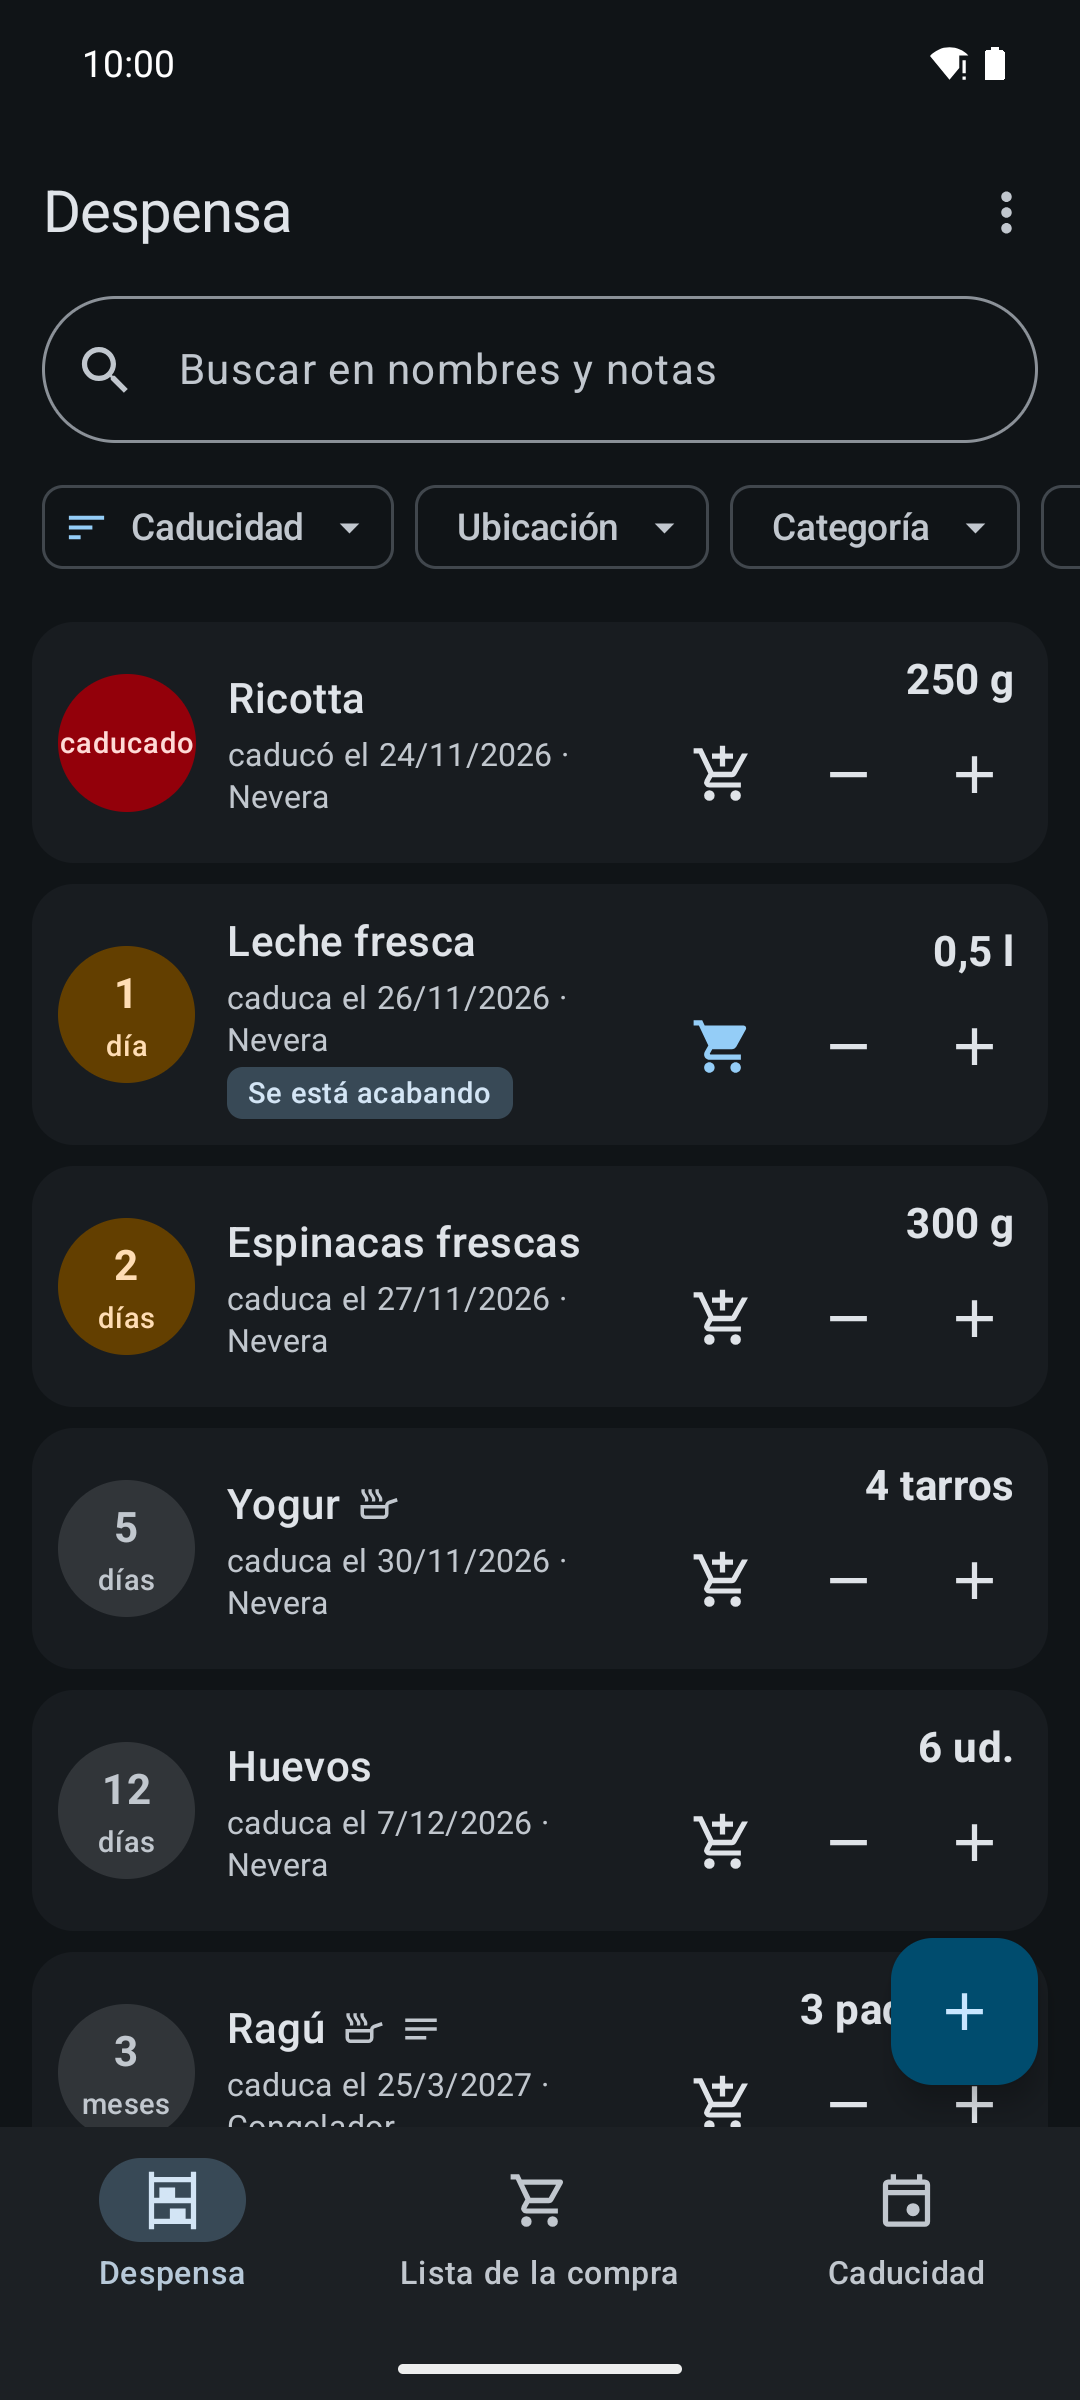 10:00
Despensa
Buscar en nombres y notas
Caducidad
Ubicación
Categoría
caducado
Ricotta
caducó el 24/11/2026 ·
Nevera
250 g
1
día
Leche fresca
caduca el 26/11/2026 ·
Nevera
Se está acabando
0,5 l
2
días
Espinacas frescas
caduca el 27/11/2026 ·
Nevera
300 g
5
días
Yogur
caduca el 30/11/2026 ·
Nevera
4 tarros
12
días
Huevos
caduca el 7/12/2026 ·
Nevera
6 ud.
3
meses
Ragú
caduca el 25/3/2027 ·
Congelador
3
Despensa
Lista de la compra
Caducidad